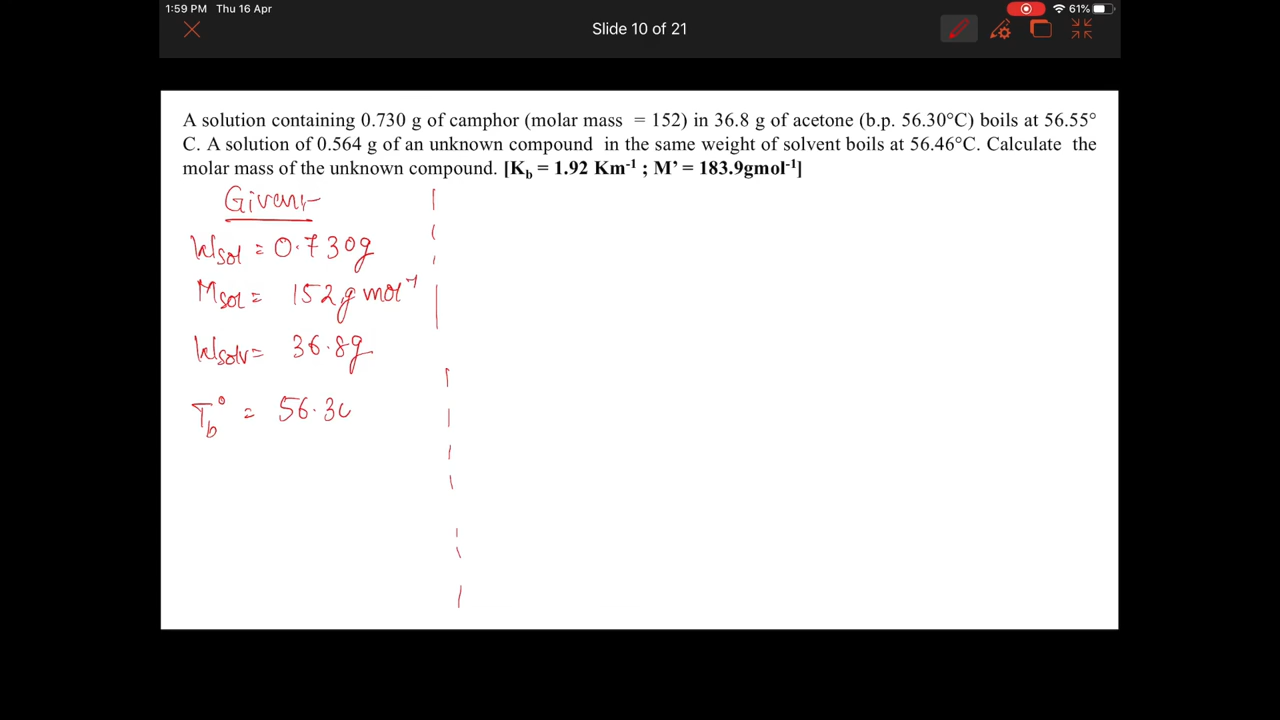 1:59 PM Thu 16 Apr
61%
Slide 10 of 21
A solution containing 0.730 g of camphor (molar mass = 152) in 36.8 g of acetone (b.p. 56.30°C) boils at 56.55°
C. A solution of 0.564 g of an unknown compound in the same weight of solvent boils at 56.46°C. Calculate the
molar mass of the unknown compound. [Kb = 1.92 Km-1 ; M’ = 183.9gmol-1]
Given:-
Wsol = 0.730g
Msol = 152 g mol-1
Wsolv = 36.8g
Tb° = 56.30